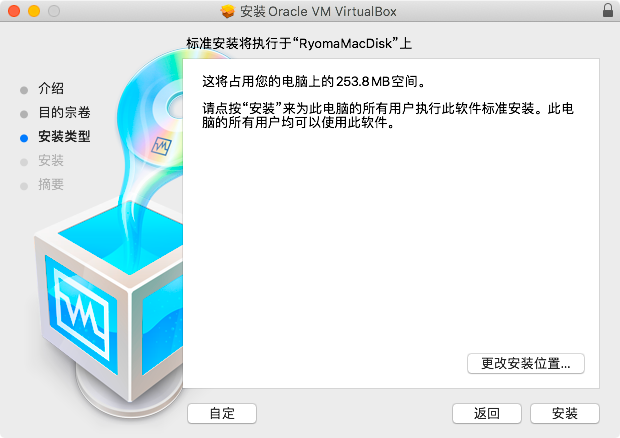 安装 Oracle VM VirtualBox
标准安装将执行于“RyomaMacDisk”上
介绍
目的宗卷
安装类型
安装
摘要
这将占用您的电脑上的 253.8 MB 空间。
请点按“安装”来为此电脑的所有用户执行此软件标准安装。此电
脑的所有用户均可以使用此软件。
更改安装位置...
自定
返回
安装